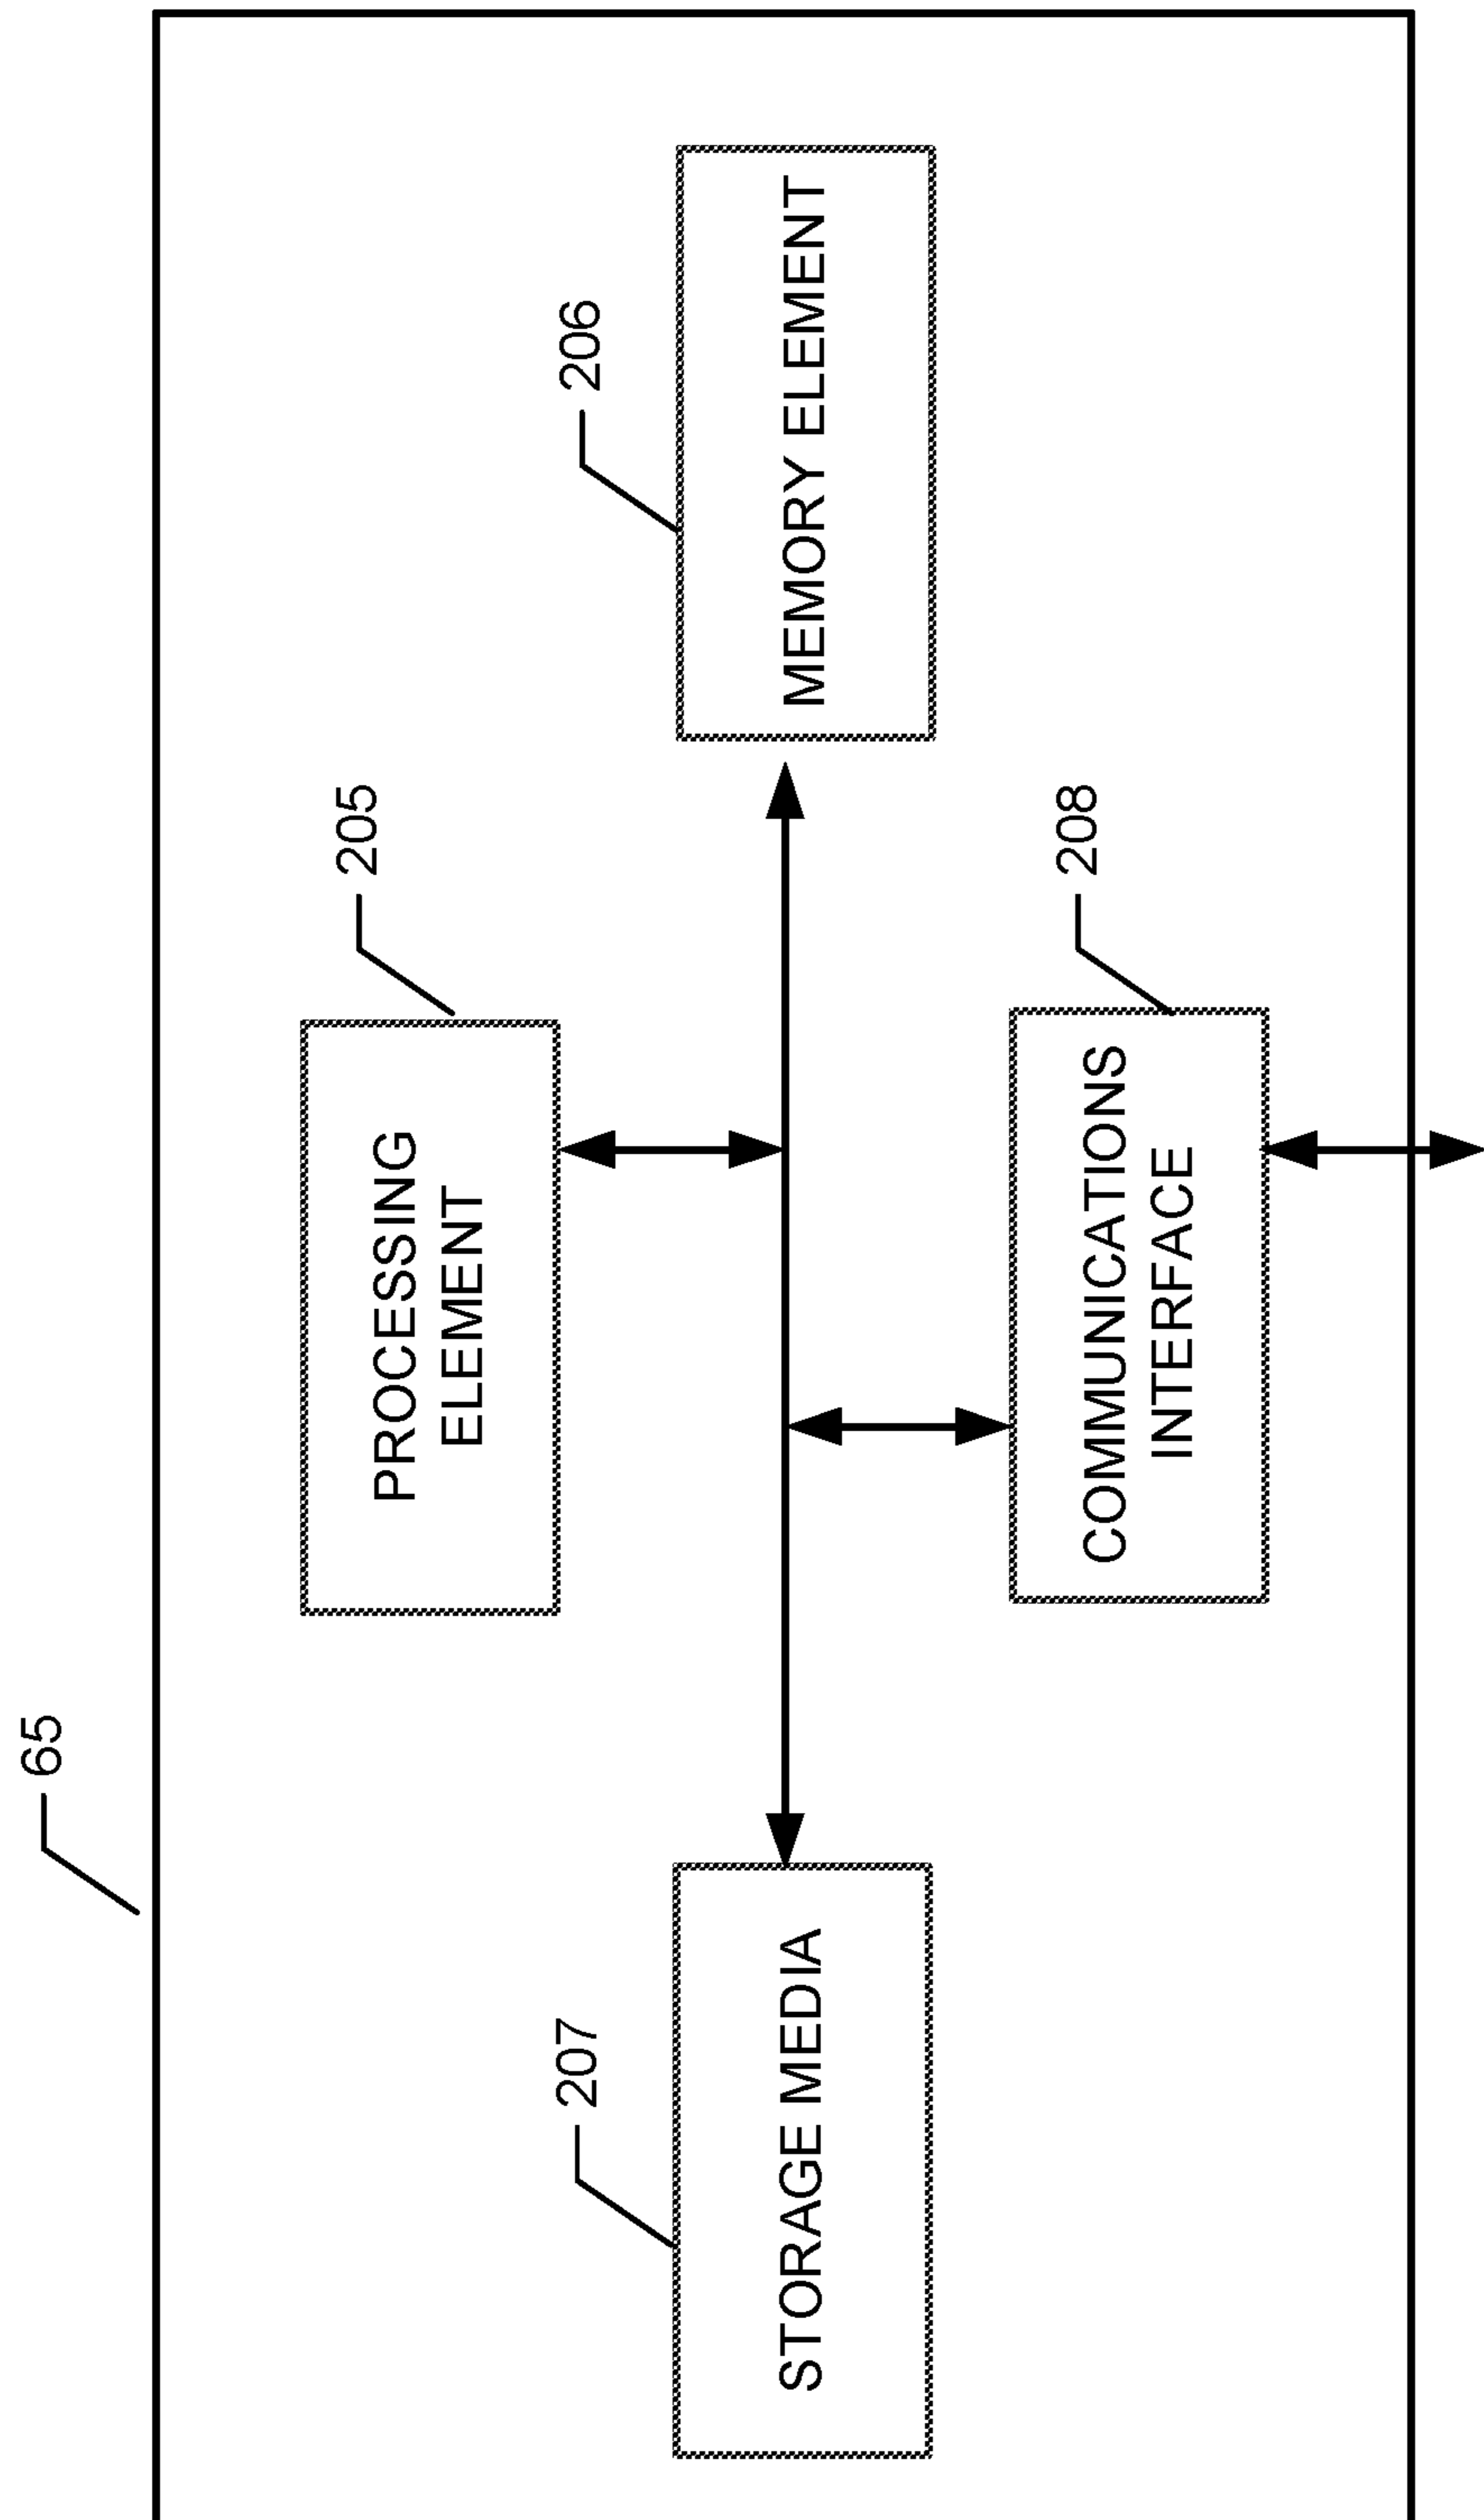 65
205
PROCESSING
ELEMENT
207
STORAGE MEDIA
206
MEMORY ELEMENT
208
COMMUNICATIONS
INTERFACE